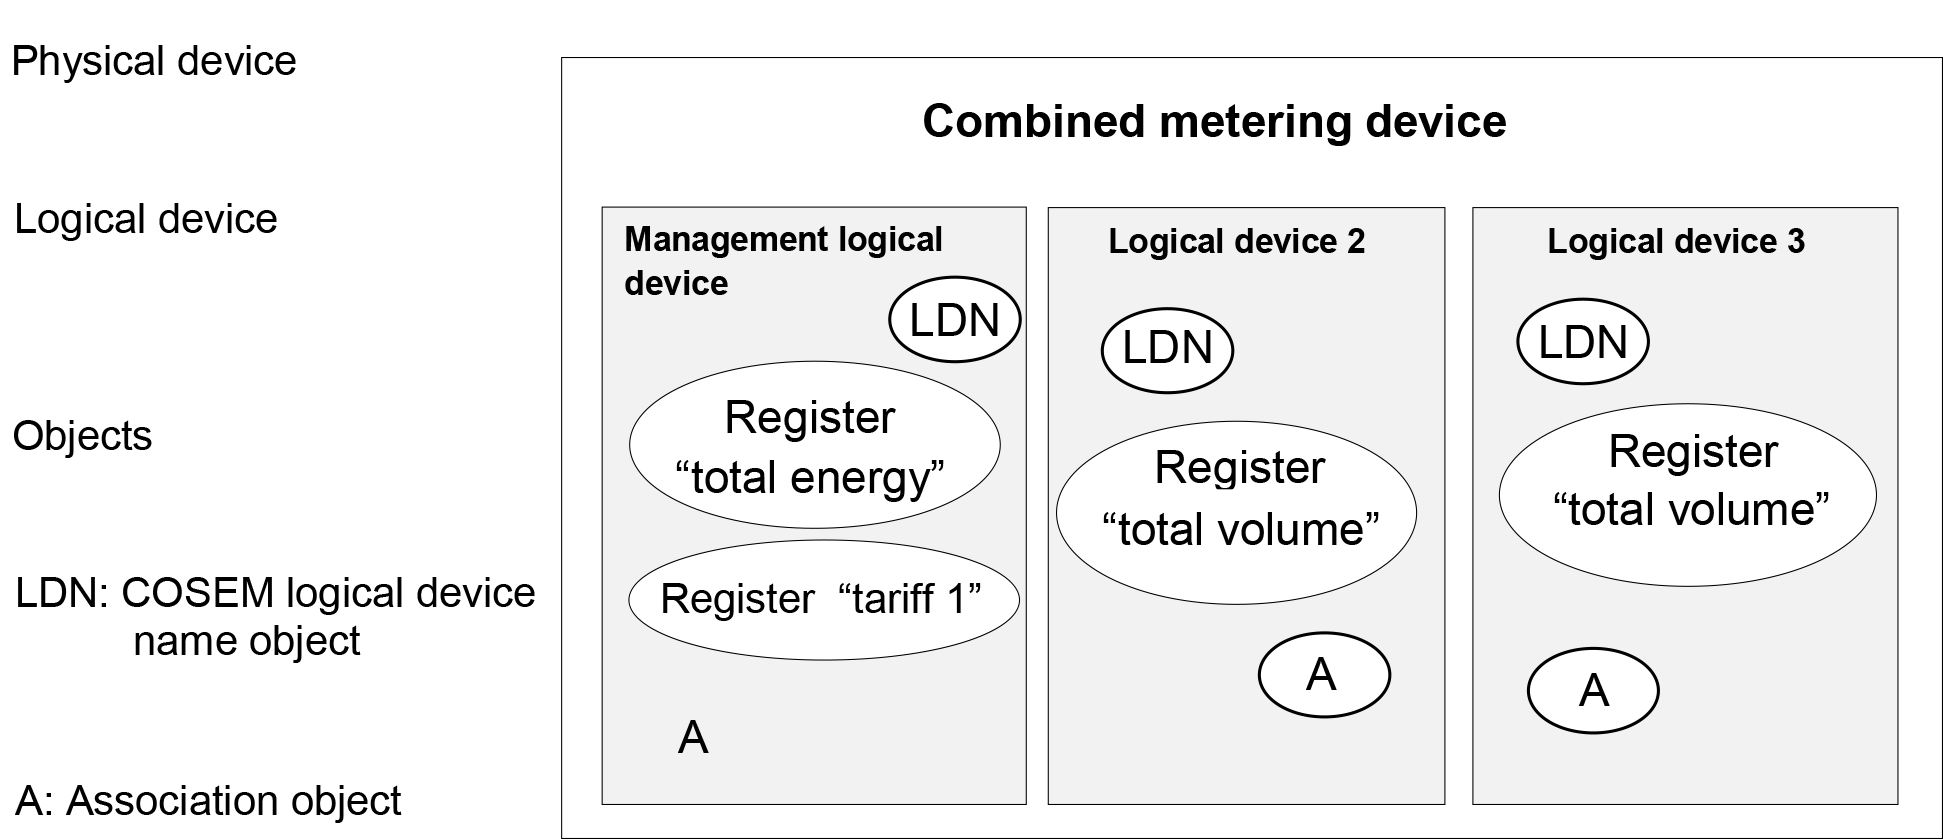 Physical device
Combined metering device
Logical device
Management logical
device
LDN
Register
“total energy”
Register “tariff 1”
A
Logical device 2
LDN
Register
“total volume”
A
Logical device 3
LDN
Register
“total volume”
A
Objects
LDN: COSEM logical device
name object
A: Association object